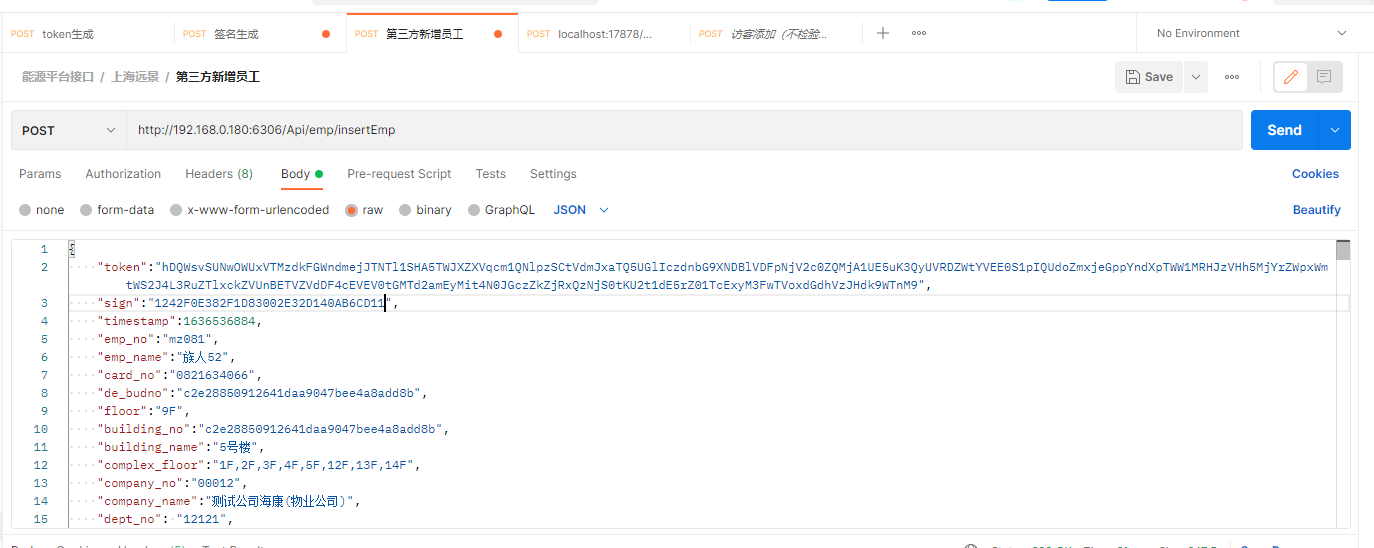 POST token生成
POST 签名生成
POST 第三方新增员工
POST localhost:17878/...
POST 访客添加（不检验...
No Environment
能源平台接口 / 上海远景 / 第三方新增员工
Save
POST
http://192.168.0.180:6306/Api/emp/insertEmp
Send
Params Authorization Headers (8) Body Pre-request Script Tests Settings Cookies
none form-data x-www-form-urlencoded raw binary GraphQL JSON Beautify
1 {
2 "token":"hDQWsvSUNwOWUxVTMzdkFGWndmejJTNTl1SHA5TWJXZXVqcm1QNlpzSCtVdmJxaTQ5UGlIczdnbG9XNDBlVDFpNjV2c0ZQMjA1UE5uK3QyUVRDZWtYVEE0S1pIQUdoZmxjeGppYndXpTWW1MRHJzVHh5MjYrZWpxWm
tWS2J4L3RuZTlxckZVUnBETVZVdDF4cEVEV0tGMTd2amEyMit4N0JGczZkZjRxQzNjS0tKU2t1dE5rZ01TcExyM3FwTVoxdGdhVzJHdk9WTnM9",
3 "sign":"1242F0E382F1D83002E32D140AB6CD11",
4 "timestamp":1636536884,
5 "emp_no":"mz081",
6 "emp_name":"族人52",
7 "card_no":"0821634066",
8 "de_budno":"c2e28850912641daa9047bee4a8add8b",
9 "floor":"9F",
10 "building_no":"c2e28850912641daa9047bee4a8add8b",
11 "building_name":"5号楼",
12 "complex_floor":"1F,2F,3F,4F,5F,12F,13F,14F",
13 "company_no":"00012",
14 "company_name":"测试公司海康(物业公司)",
15 "dept_no": "12121",